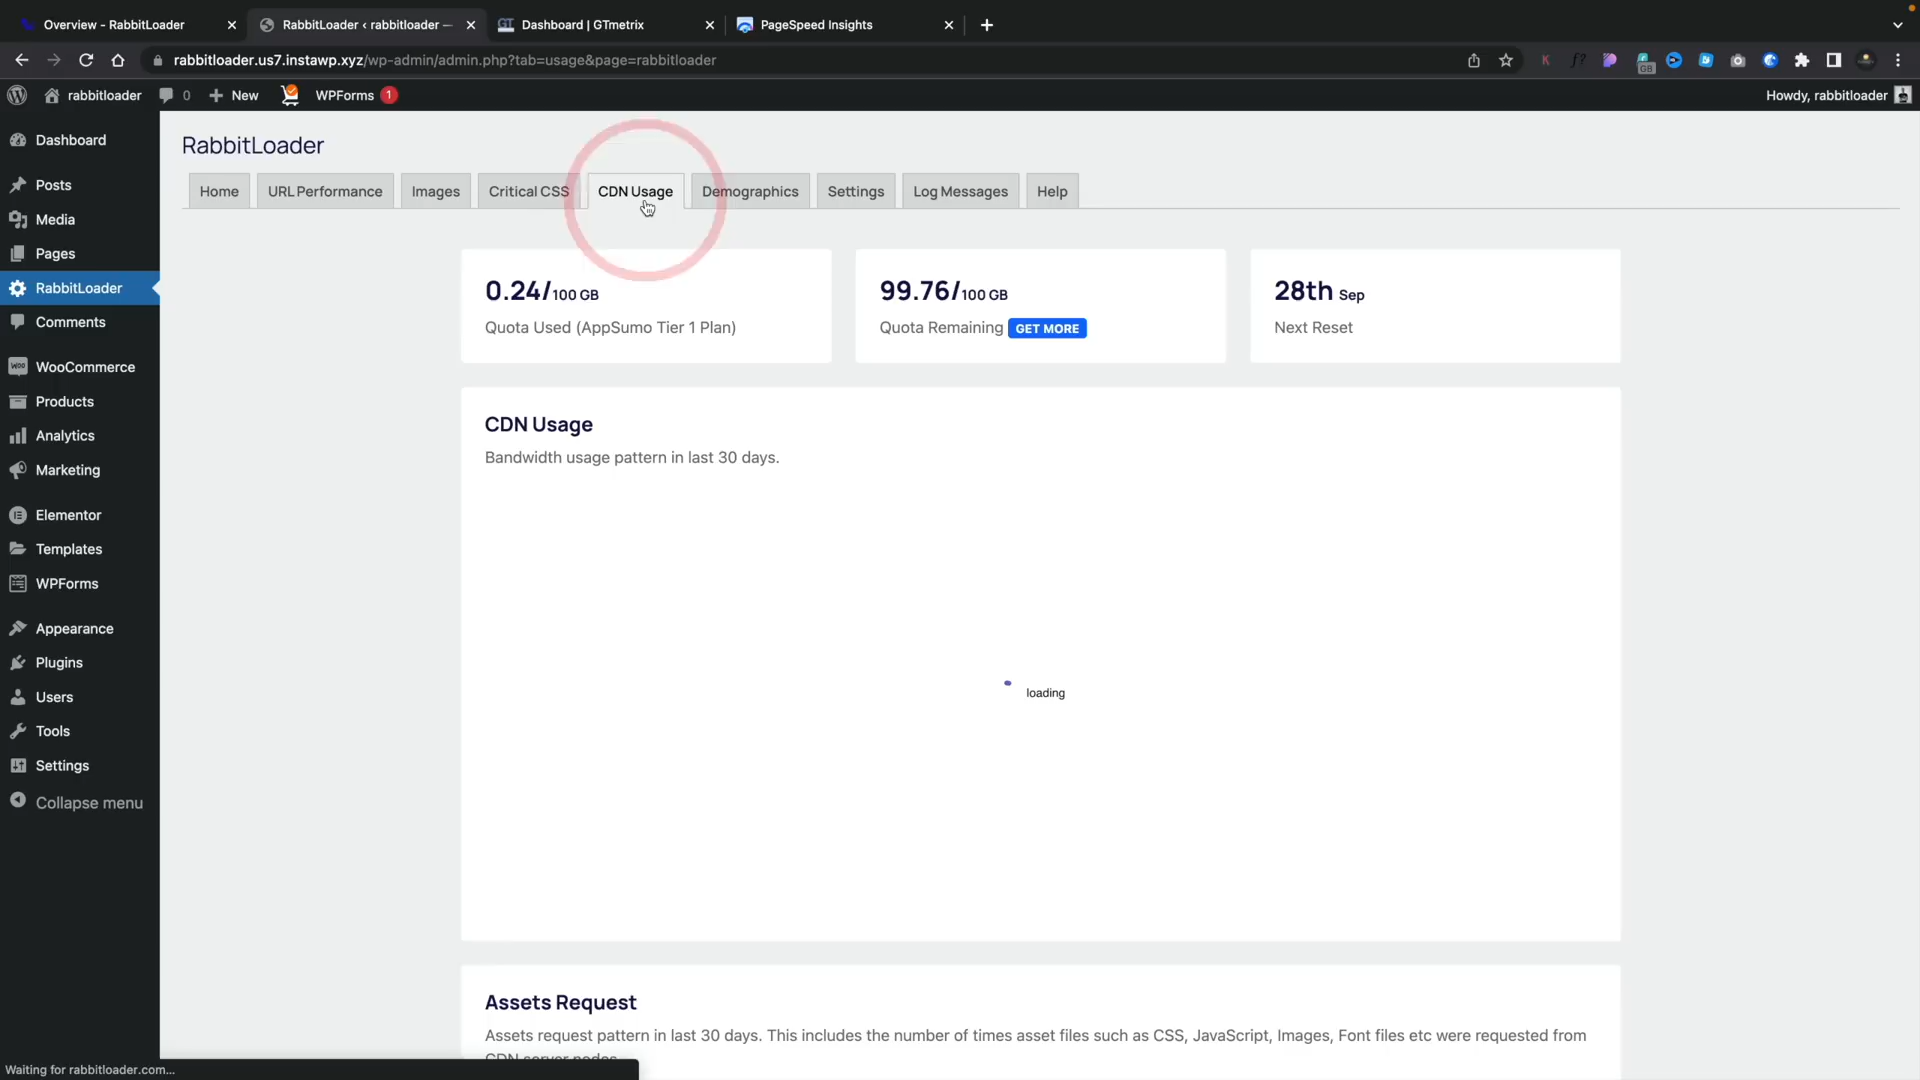 Overview - RabbitLoader
RabbitLoader ‹ rabbitloader —
GT
Dashboard | GTmetrix
PageSpeed Insights
rabbitloader.us7.instawp.xyz/wp-admin/admin.php?tab=usage&page=rabbitloader
K
f?
GB
rabbitloader
0
New
WPForms 1
Howdy, rabbitloader
Dashboard
Posts
Media
Pages
RabbitLoader
Comments
Woo
WooCommerce
Products
Analytics
Marketing
Elementor
Templates
WPForms
Appearance
Plugins
Users
Tools
Settings
Collapse menu
RabbitLoader
Home
URL Performance
Images
Critical CSS
CDN Usage
Demographics
Settings
Log Messages
Help
0.24/100 GB
Quota Used (AppSumo Tier 1 Plan)
99.76/100 GB
Quota Remaining GET MORE
28th Sep
Next Reset
CDN Usage
Bandwidth usage pattern in last 30 days.
loading
Assets Request
Assets request pattern in last 30 days. This includes the number of times asset files such as CSS, JavaScript, Images, Font files etc were requested from
CDN server nodes.
Waiting for rabbitloader.com...